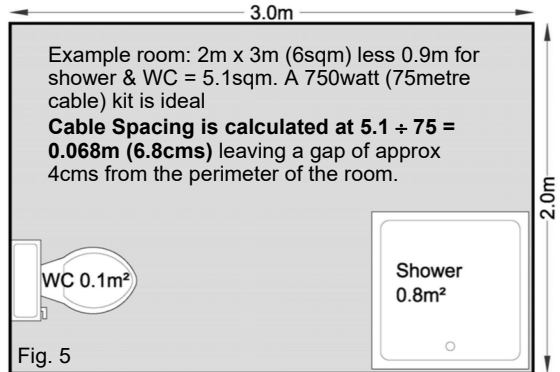 3.0m
Example room: 2m x 3m (6sqm) less 0.9m for
shower & WC = 5.1sqm. A 750watt (75metre
cable) kit is ideal
Cable Spacing is calculated at 5.1 ÷ 75 =
0.068m (6.8cms) leaving a gap of approx
4cms from the perimeter of the room.
2.0m
WC 0.1m²
Shower
0.8m²
Fig. 5